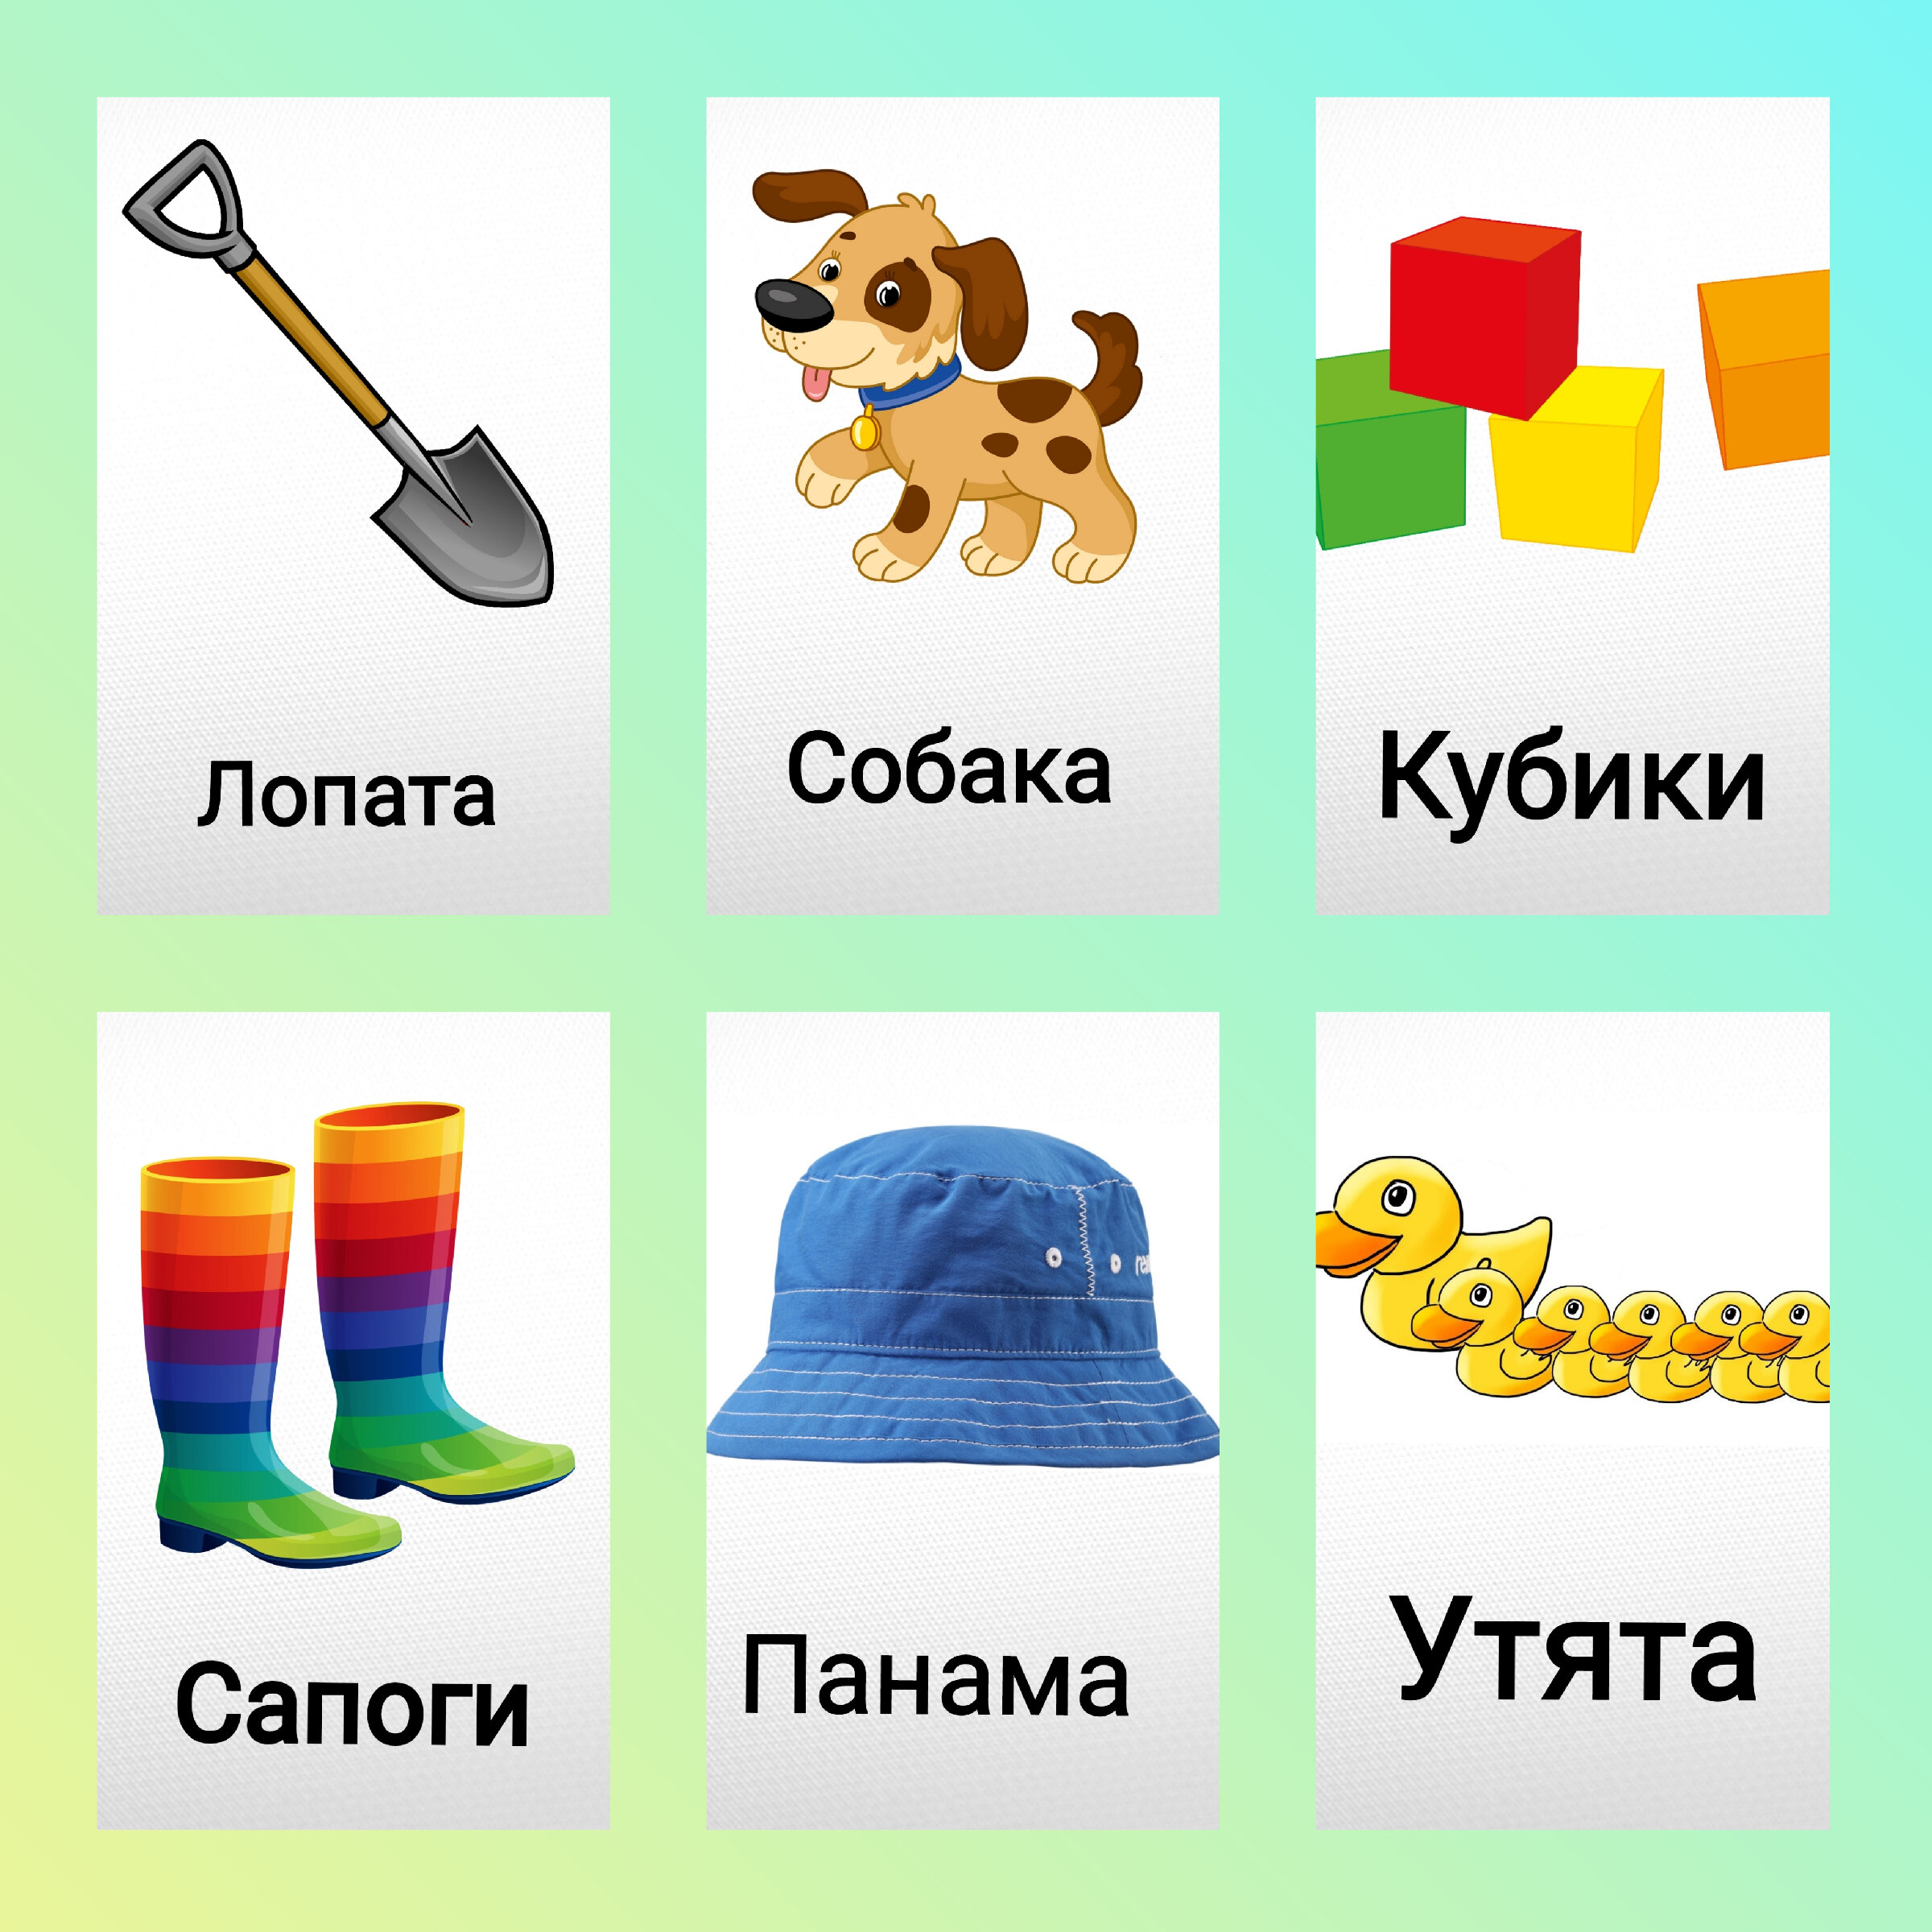 Лопата
Собака
Кубики
Сапоги
Панама
Утята